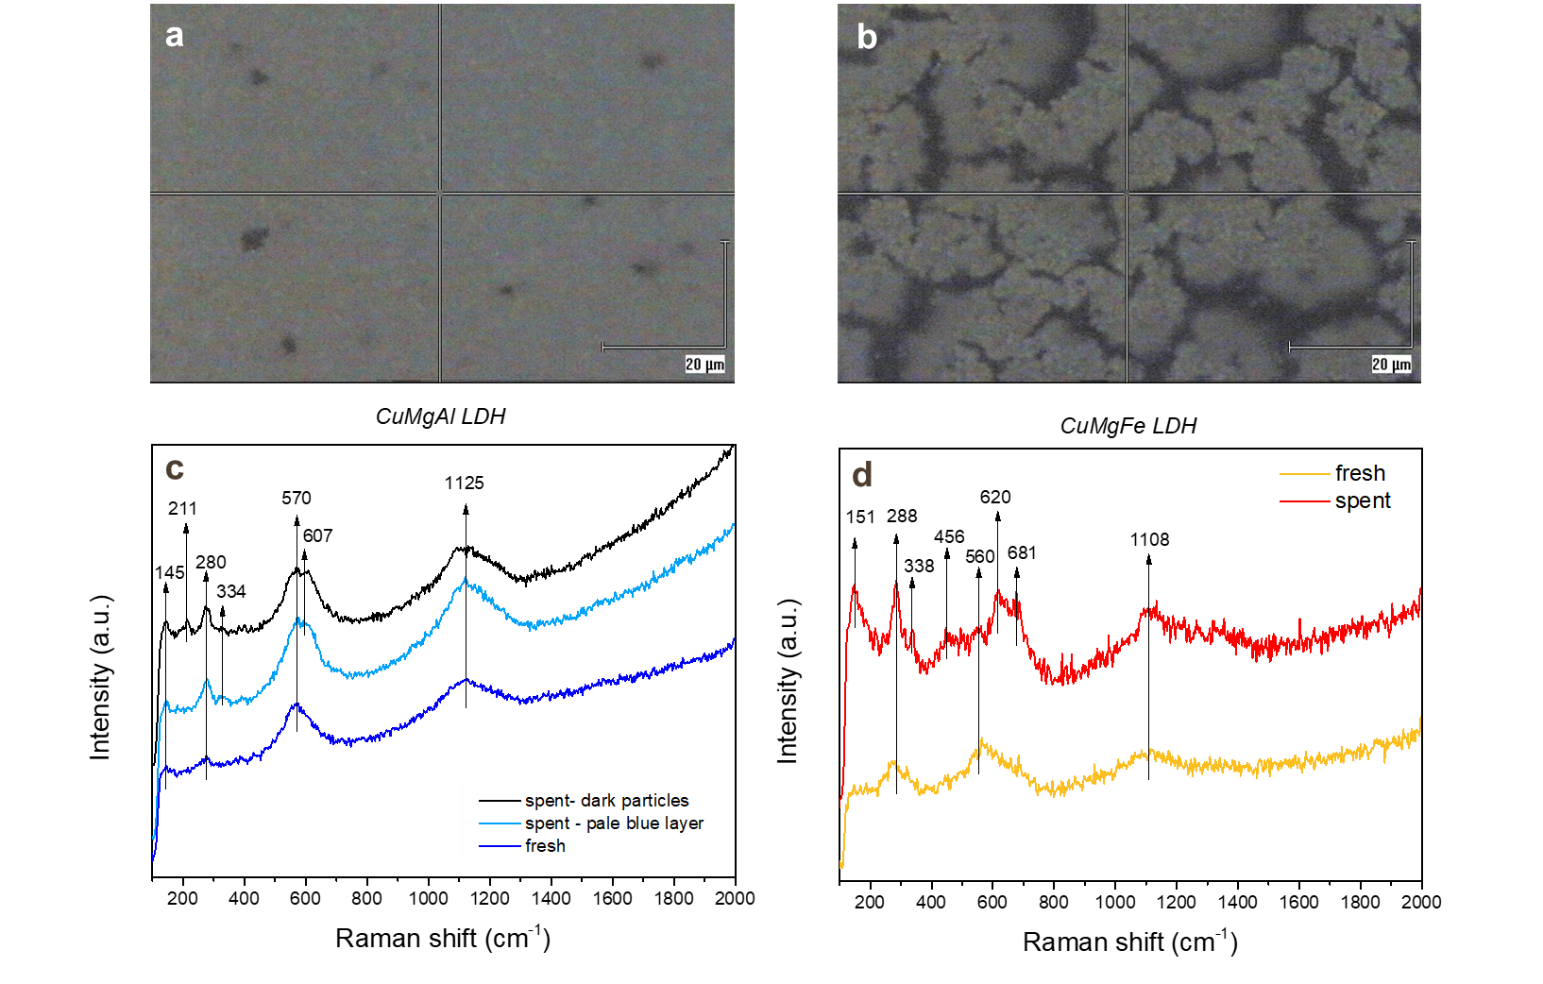 a
20 µm
b
20 µm
CuMgAl LDH
CuMgFe LDH
c
Intensity (a.u.)
145
211
280
334
570
607
1125
spent- dark particles
spent - pale blue layer
fresh
200 400 600 800 1000 1200 1400 1600 1800 2000
Raman shift (cm⁻¹)
d
Intensity (a.u.)
fresh
spent
151
288
338
456
560
620
681
1108
200 400 600 800 1000 1200 1400 1600 1800 2000
Raman shift (cm⁻¹)